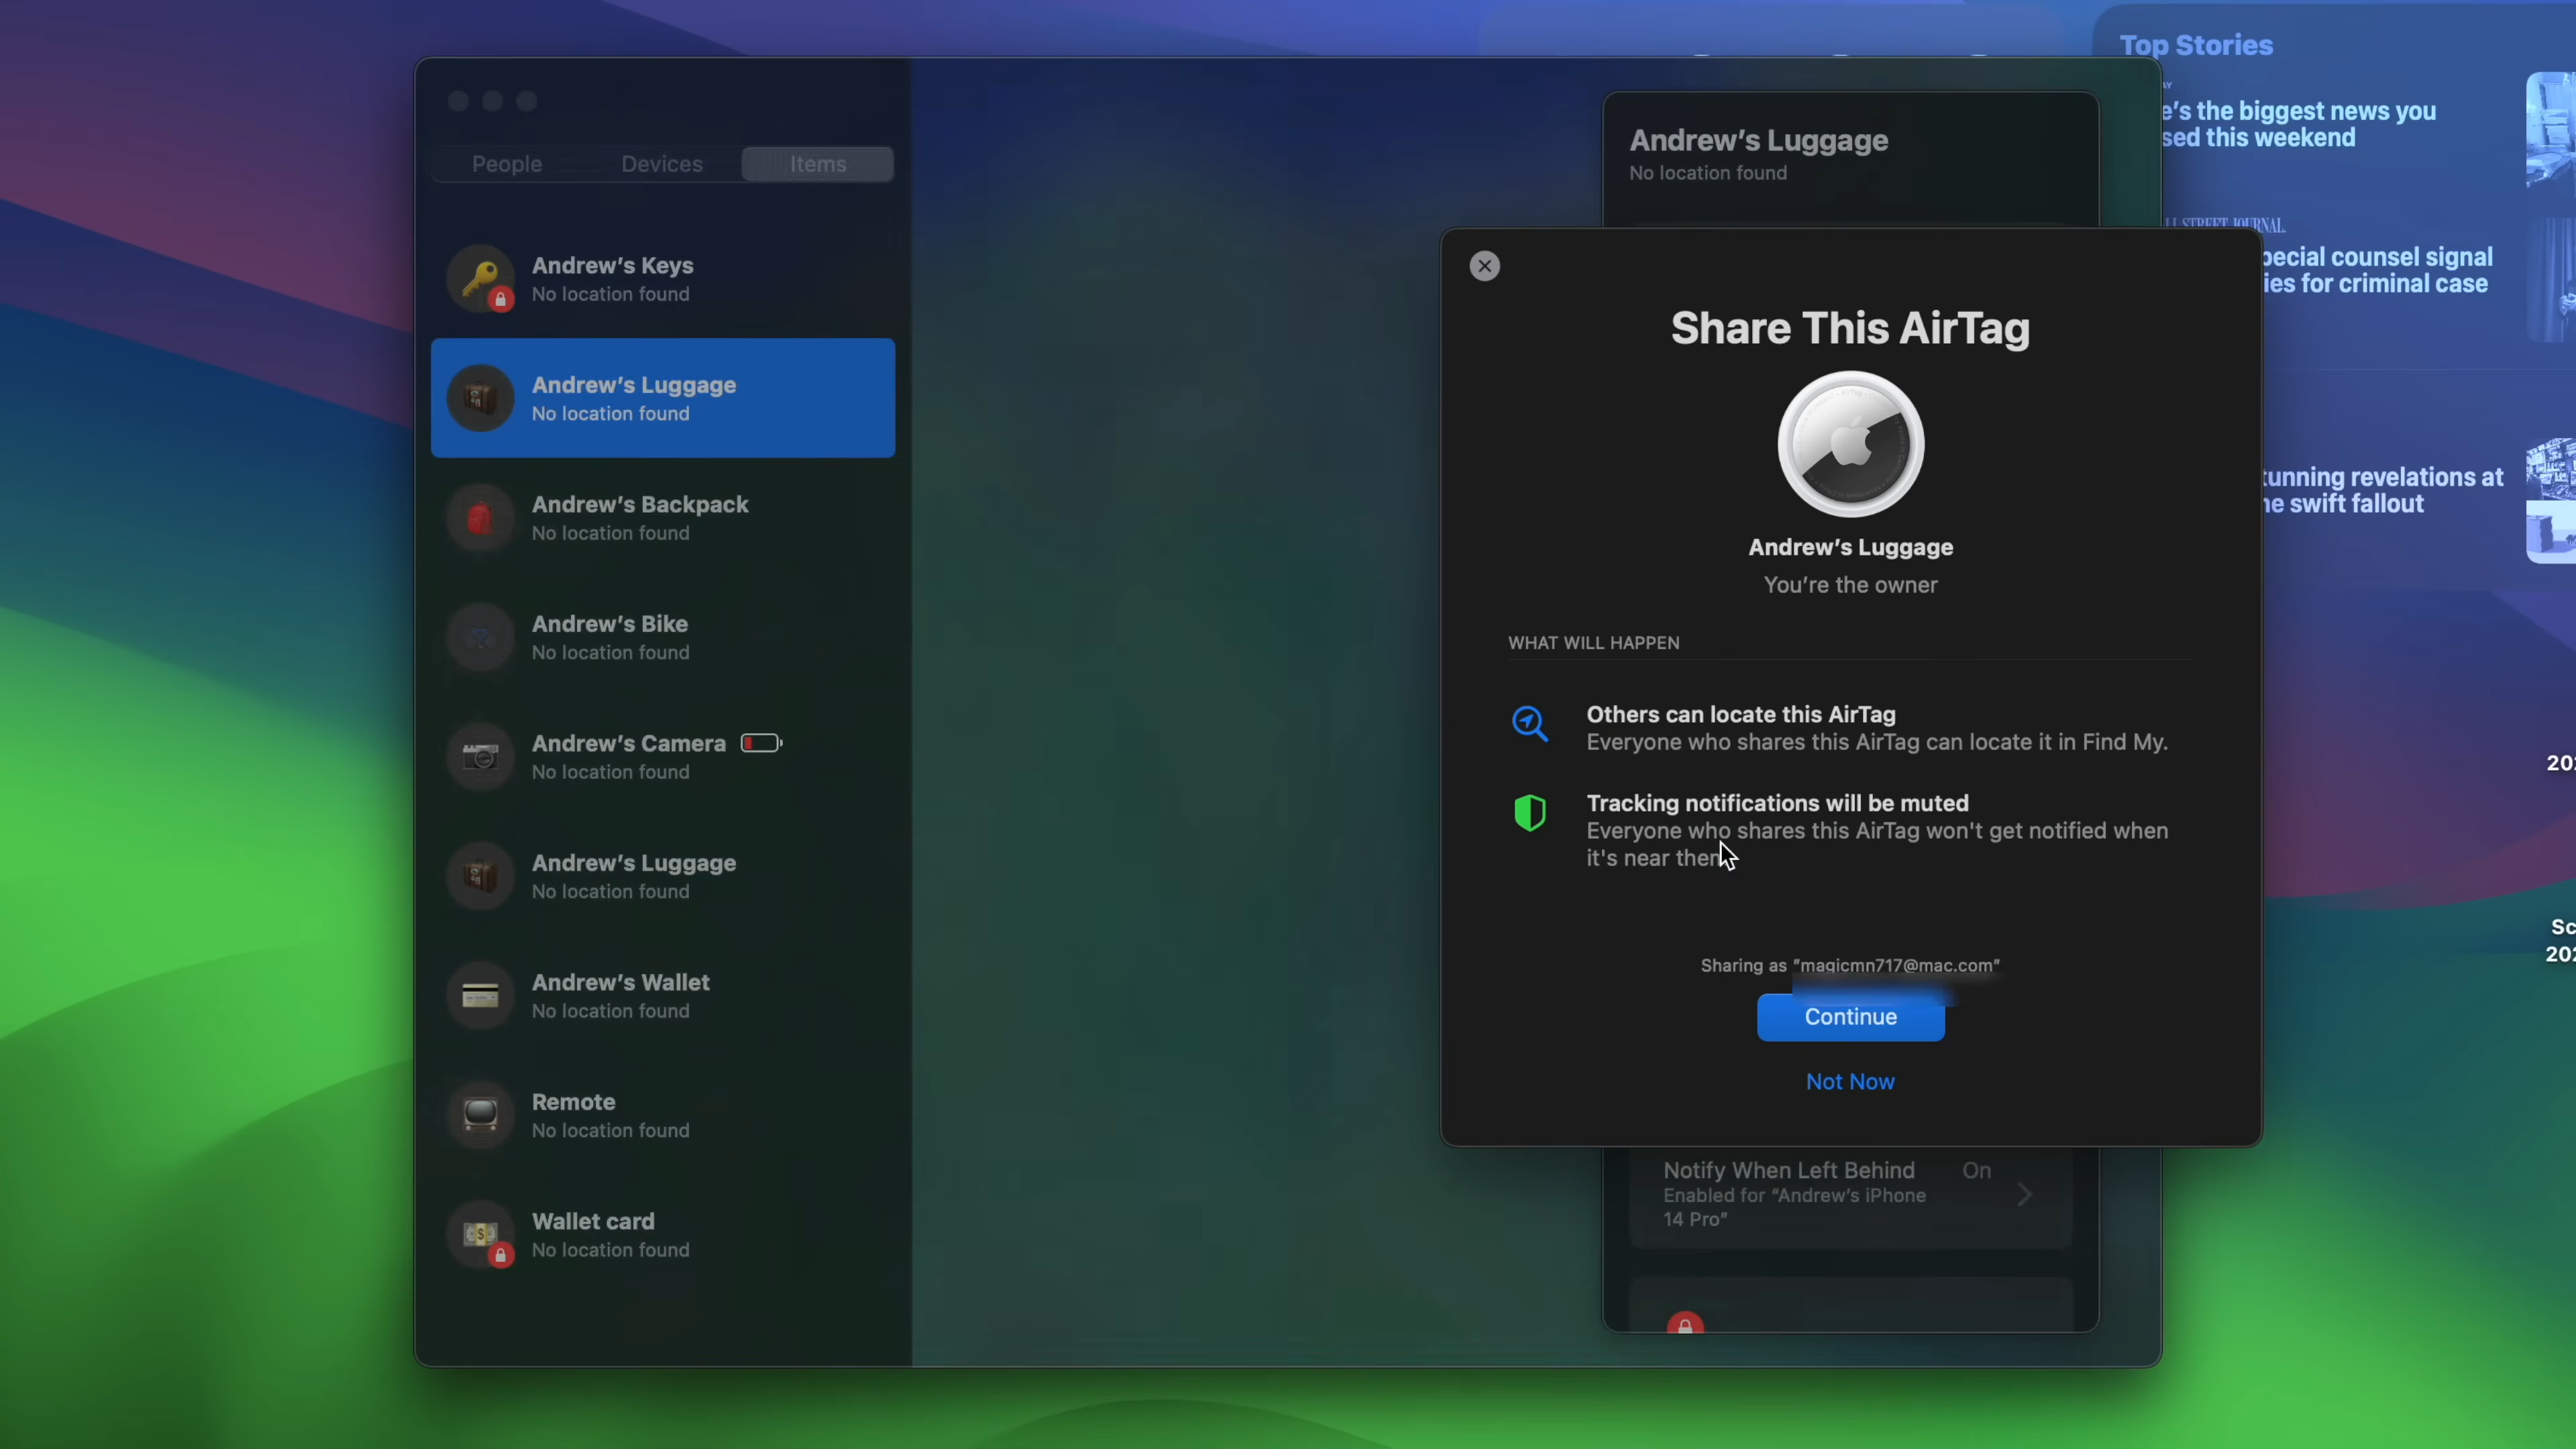 People
Devices
Items
Andrew's Keys
No location found
Andrew's Luggage
No location found
Andrew's Backpack
No location found
Andrew's Bike
No location found
Andrew's Camera
No location found
Andrew's Luggage
No location found
Andrew's Wallet
No location found
Remote
No location found
Wallet card
No location found
Andrew's Luggage
No location found
Share This AirTag
Andrew's Luggage
You're the owner
WHAT WILL HAPPEN
Others can locate this AirTag
Everyone who shares this AirTag can locate it in Find My.
Tracking notifications will be muted
Everyone who shares this AirTag won't get notified when
it's near
Sharing as "magicmn717@mac.com"
Continue
Not Now
Notify When Left Behind On
Enabled for "Andrew's iPhone
14 Pro"
Top Stories
the biggest news you
this weekend
STREET JOURNAL.
counsel signal
for criminal case
revelations at
swift fallout